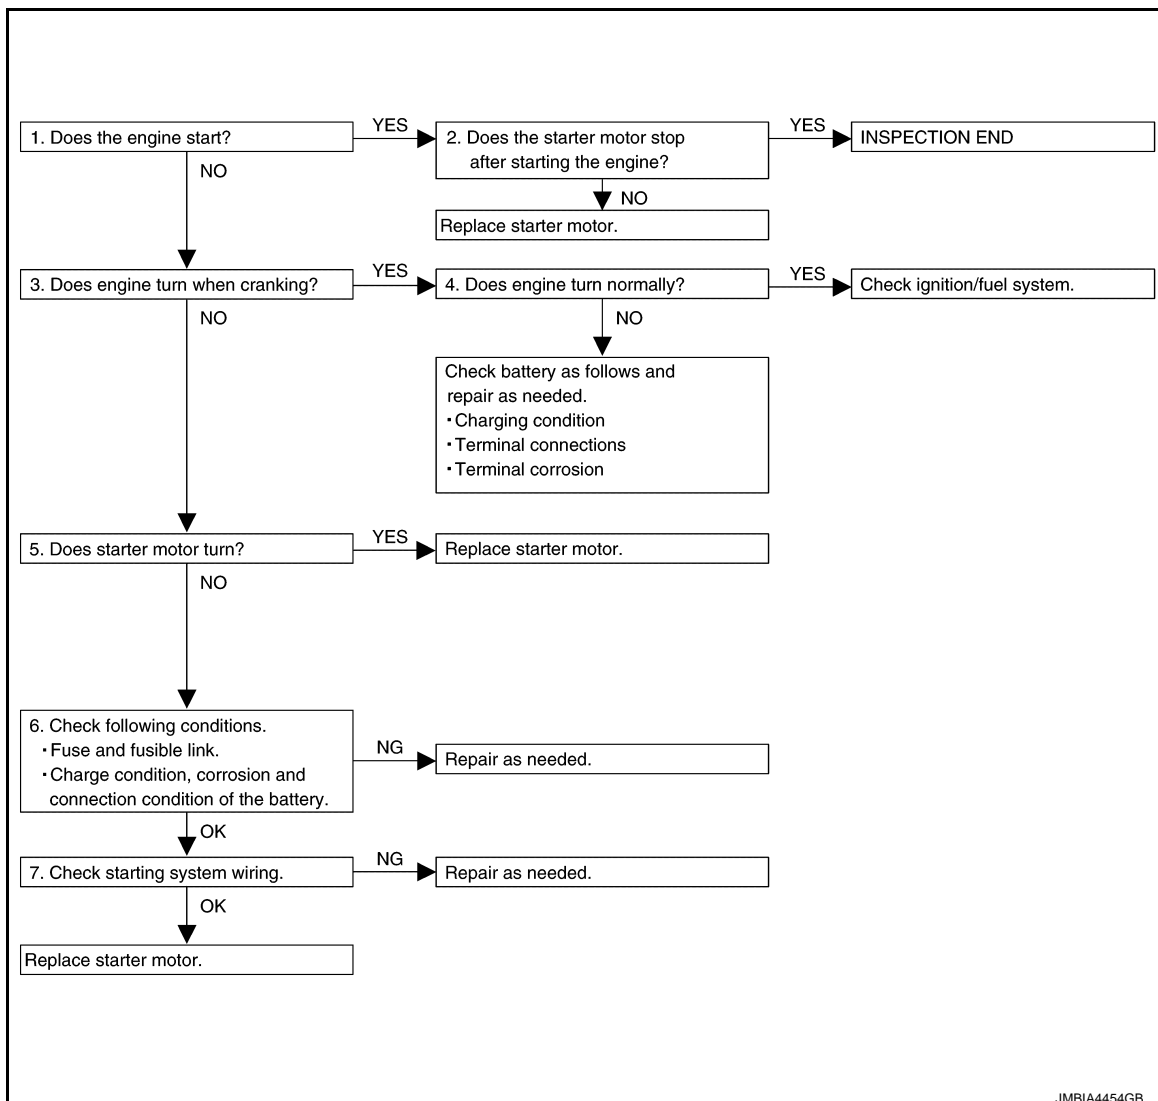 1. Does the engine start?
YES
2. Does the starter motor stop
after starting the engine?
YES
INSPECTION END
NO
NO
Replace starter motor.
3. Does engine turn when cranking?
YES
4. Does engine turn normally?
YES
Check ignition/fuel system.
NO
NO
Check battery as follows and
repair as needed.
・Charging condition
・Terminal connections
・Terminal corrosion
5. Does starter motor turn?
YES
Replace starter motor.
NO
6. Check following conditions.
・Fuse and fusible link.
・Charge condition, corrosion and
connection condition of the battery.
NG
Repair as needed.
OK
7. Check starting system wiring.
NG
Repair as needed.
OK
Replace starter motor.
JMBIA4454GB